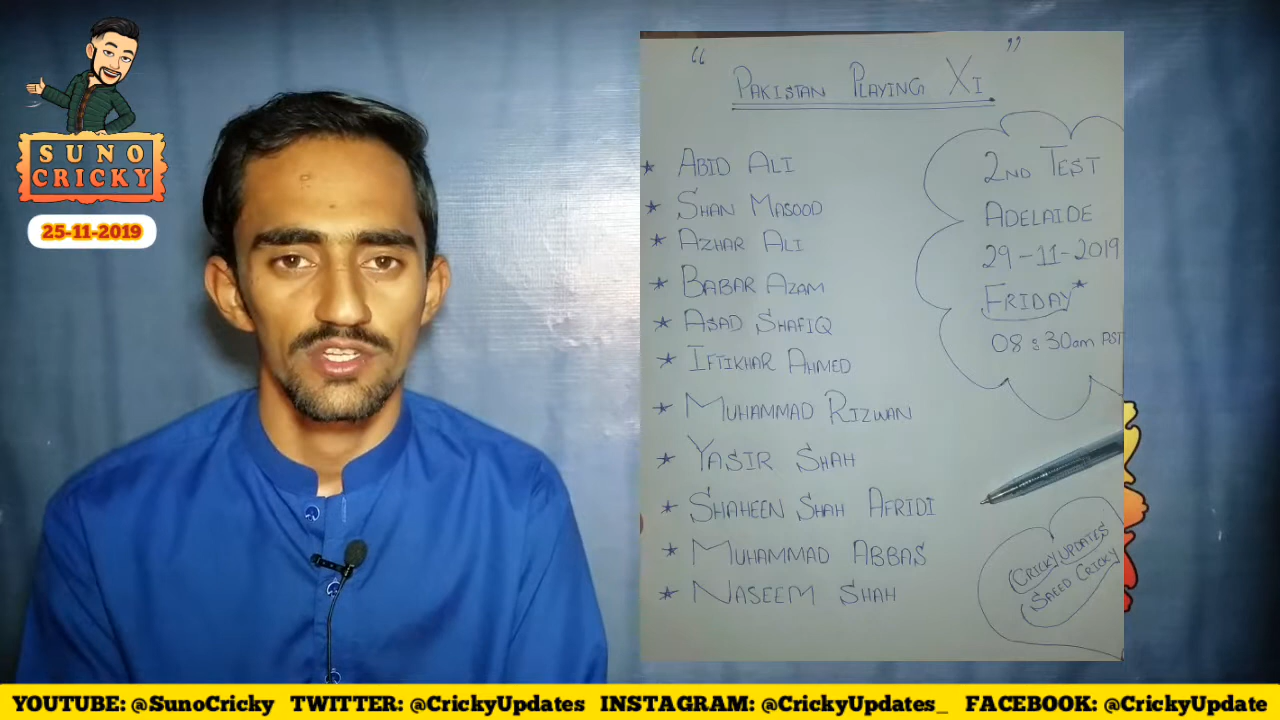 SUNO
CRICKY
25-11-2019
“ ”
PAKISTAN PLAYING XI
★ ABID ALI
★ SHAN MASOOD
★ AZHAR ALI
★ BABAR AZAM
★ ASAD SHAFIQ
★ IFTIKHAR AHMED
★ MUHAMMAD RIZWAN
★ YASIR SHAH
★ SHAHEEN SHAH AFRIDI
★ MUHAMMAD ABBAS
★ NASEEM SHAH
2ND TEST
ADELAIDE
29-11-2019
FRIDAY★
08:30am PST
CRICKYUPDATES
SAEED CRICKY
YOUTUBE: @SunoCricky TWITTER: @CrickyUpdates INSTAGRAM: @CrickyUpdates_ FACEBOOK: @CrickyUpdate